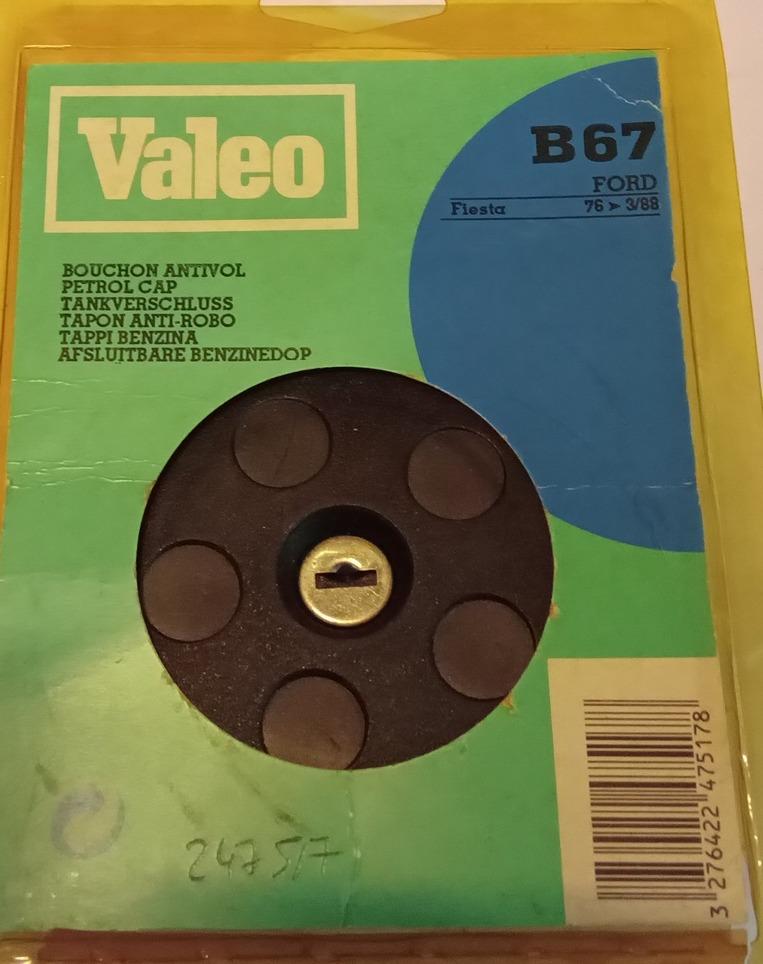 Valeo
B67
FORD
Fiesta 76 ➤ 3/88
BOUCHON ANTIVOL
PETROL CAP
TANKVERSCHLUSS
TAPON ANTI-ROBO
TAPPI BENZINA
AFSLUITBARE BENZINEDOP
247517
3 276422 475178